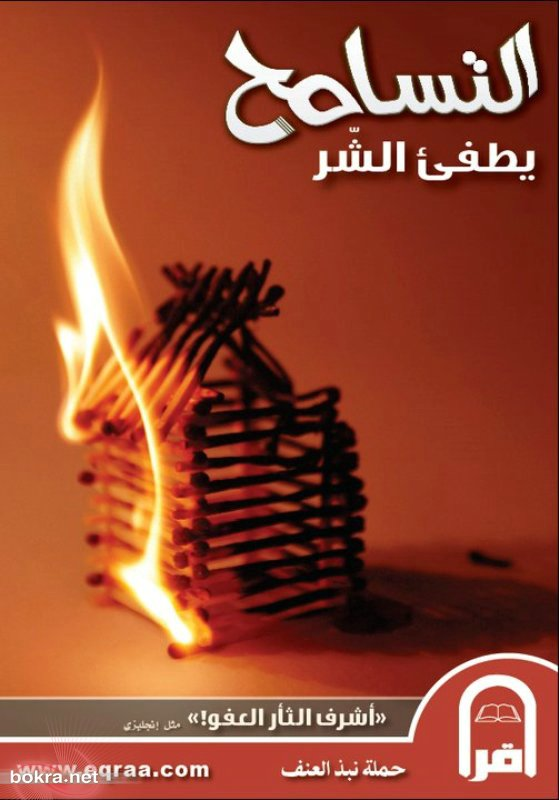 التسامح
يطفئ الشّر
«أشرف الثأر العفو!» مثل إنجليزي
اقرأ
حملة نبذ العنف
www.eqraa.com
bokra.net